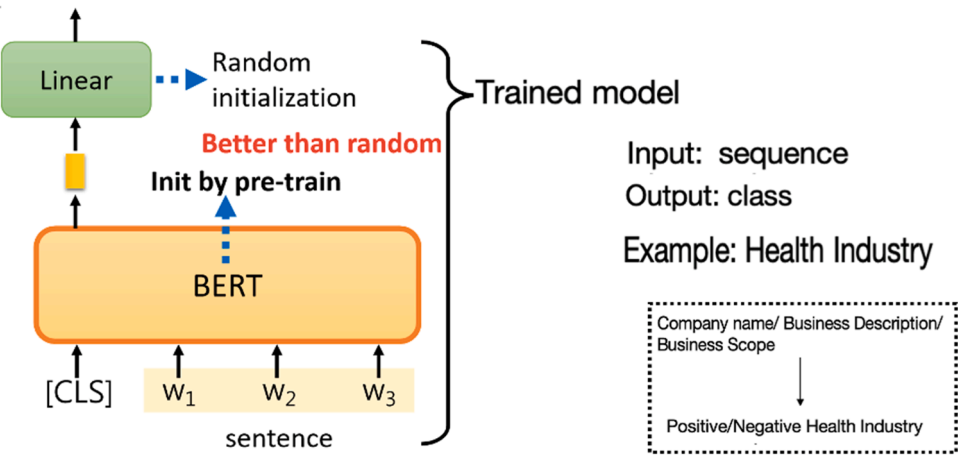 Linear
Random
initialization
Better than random
Init by pre-train
BERT
[CLS]
w1
w2
w3
sentence
Trained model
Input: sequence
Output: class
Example: Health Industry
Company name/ Business Description/
Business Scope
Positive/Negative Health Industry